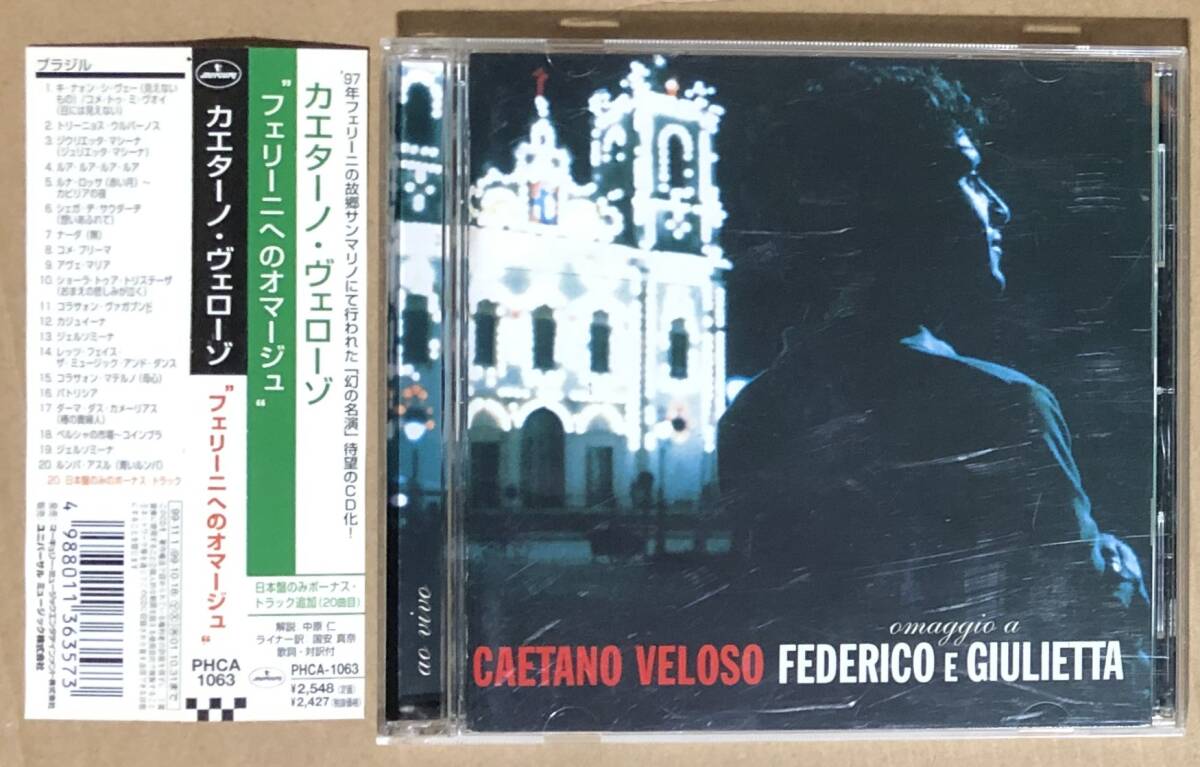 ブラジル
1. キ・ナォン・シ・ヴェー(見えない
もの)/コメ・トゥ・ミ・ヴオイ
(目には見えない)
2. トリーニョス・ウルバーノス
3. ジウリエッタ・マシーナ
(ジュリエッタ・マシーナ)
4. ルア・ルア・ルア・ルア
5. ルナ・ロッサ(赤い月)〜
カビリアの夜
6. シェガ・ヂ・サウダーヂ
(想いあふれて)
7. ナーダ(無)
8. コメ・プリーマ
9. アヴェ・マリア
10. ショーラ・トゥア・トリステーザ
(おまえの悲しみが泣く)
11. コラサォン・ヴァガブンド
12. カジュイーナ
13. ジェルソミーナ
14. レッツ・フェイス
ザ・ミュージック・アンド・ダンス
15. コラサォン・マテルノ(母心)
16. パトリシア
17. ダーマ・ダス・カメーリアス
(椿の貴婦人)
18. ペルシャの市場〜コインブラ
19. ジェルソミーナ
20. ルンバ・アスル(青いルンバ)
20. 日本盤のみのボーナス・トラック
4 988011 363573
ユニバーサル ミュージック株式会社
カエターノ・ヴェローゾ
"フェリーニへのオマージュ"
PHCA
1063
"フェリーニへのオマージュ"
カエターノ・ヴェローゾ
'97年フェリーニの故郷サンマリノにて行われた「幻の名演」待望のCD化!
日本盤のみボーナス・
トラック追加(20曲目)
解説 中原 仁
ライナー訳 国安 真奈
歌詞・対訳付
PHCA-1063
¥2,548(定価)
¥2,427(税抜価格)
ao vivo
omaggio a
CAETANO VELOSO FEDERICO E GIULIETTA